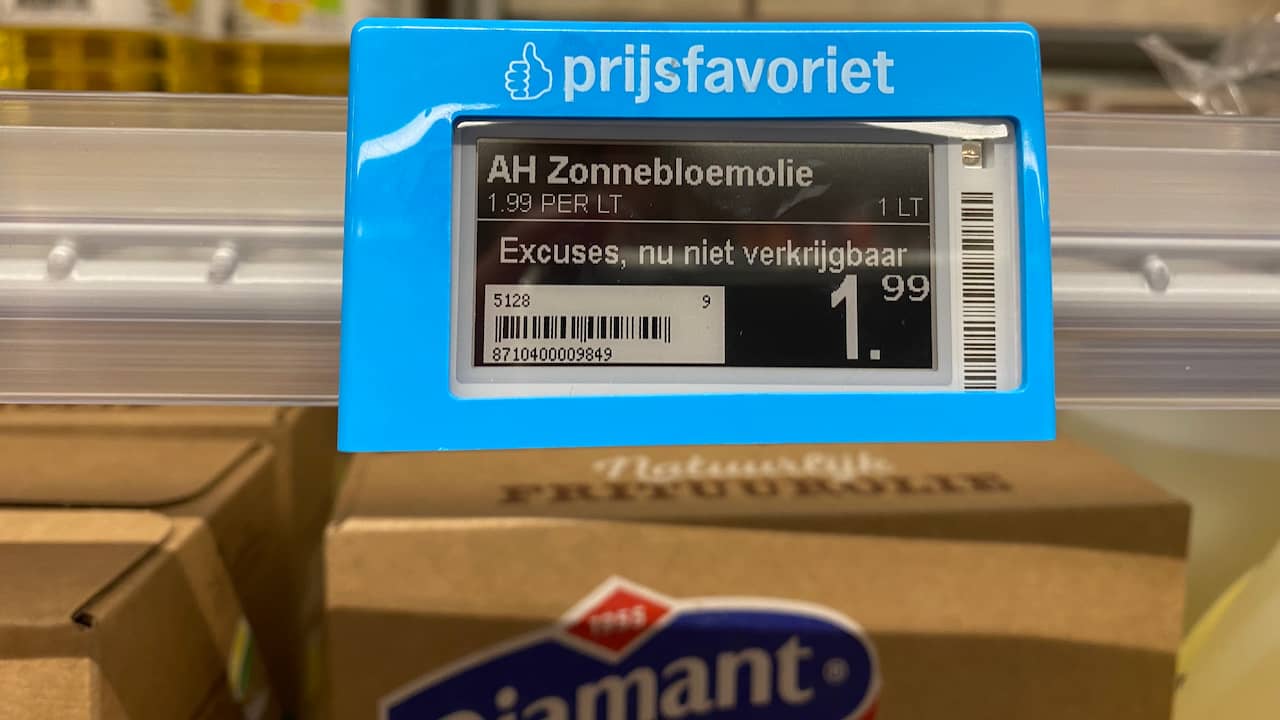 prijsfavoriet
AH Zonnebloemolie
1.99 PER LT 1 LT
Excuses, nu niet verkrijgbaar
1.99
5128 9
8710400009849
Natuurlijk
FRITUUROLIE
1955
Diamant®